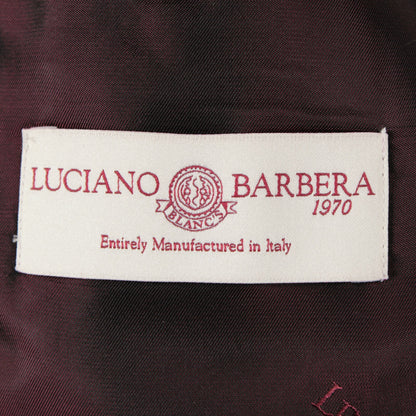 LUCIANO BARBERA
BLANC'S
1970
Entirely Manufactured in Italy